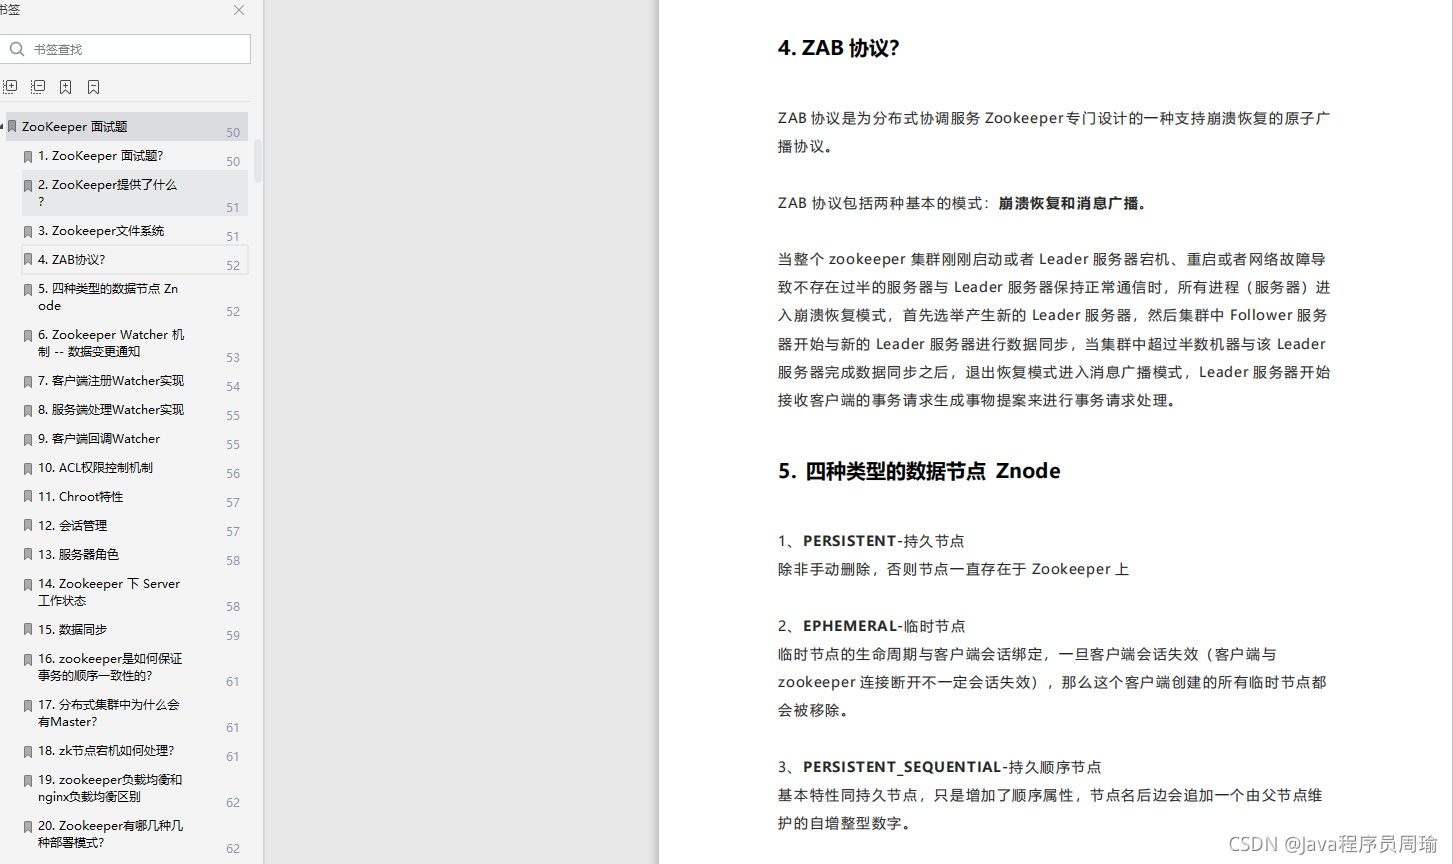 书签
书签查找
ZooKeeper 面试题
50
1. ZooKeeper 面试题?
50
2. ZooKeeper提供了什么
?
51
3. Zookeeper文件系统
51
4. ZAB协议?
52
5. 四种类型的数据节点 Zn
ode
52
6. Zookeeper Watcher 机
制 -- 数据变更通知
53
7. 客户端注册Watcher实现
54
8. 服务端处理Watcher实现
55
9. 客户端回调Watcher
55
10. ACL权限控制机制
56
11. Chroot特性
57
12. 会话管理
57
13. 服务器角色
58
14. Zookeeper 下 Server
工作状态
58
15. 数据同步
59
16. zookeeper是如何保证
事务的顺序一致性的?
61
17. 分布式集群中为什么会
有Master?
61
18. zk节点宕机如何处理?
61
19. zookeeper负载均衡和
nginx负载均衡区别
62
20. Zookeeper有哪几种几
种部署模式?
62
4. ZAB 协议?
ZAB 协议是为分布式协调服务 Zookeeper 专门设计的一种支持崩溃恢复的原子广
播协议。
ZAB 协议包括两种基本的模式：崩溃恢复和消息广播。
当整个 zookeeper 集群刚刚启动或者 Leader 服务器宕机、重启或者网络故障导
致不存在过半的服务器与 Leader 服务器保持正常通信时，所有进程（服务器）进
入崩溃恢复模式，首先选举产生新的 Leader 服务器，然后集群中 Follower 服务
器开始与新的 Leader 服务器进行数据同步，当集群中超过半数机器与该 Leader
服务器完成数据同步之后，退出恢复模式进入消息广播模式，Leader 服务器开始
接收客户端的事务请求生成事物提案来进行事务请求处理。
5. 四种类型的数据节点 Znode
1、PERSISTENT-持久节点
除非手动删除，否则节点一直存在于 Zookeeper 上
2、EPHEMERAL-临时节点
临时节点的生命周期与客户端会话绑定，一旦客户端会话失效（客户端与
zookeeper 连接断开不一定会话失效），那么这个客户端创建的所有临时节点都
会被移除。
3、PERSISTENT_SEQUENTIAL-持久顺序节点
基本特性同持久节点，只是增加了顺序属性，节点名后边会追加一个由父节点维
护的自增整型数字。
CSDN @Java程序员周瑜